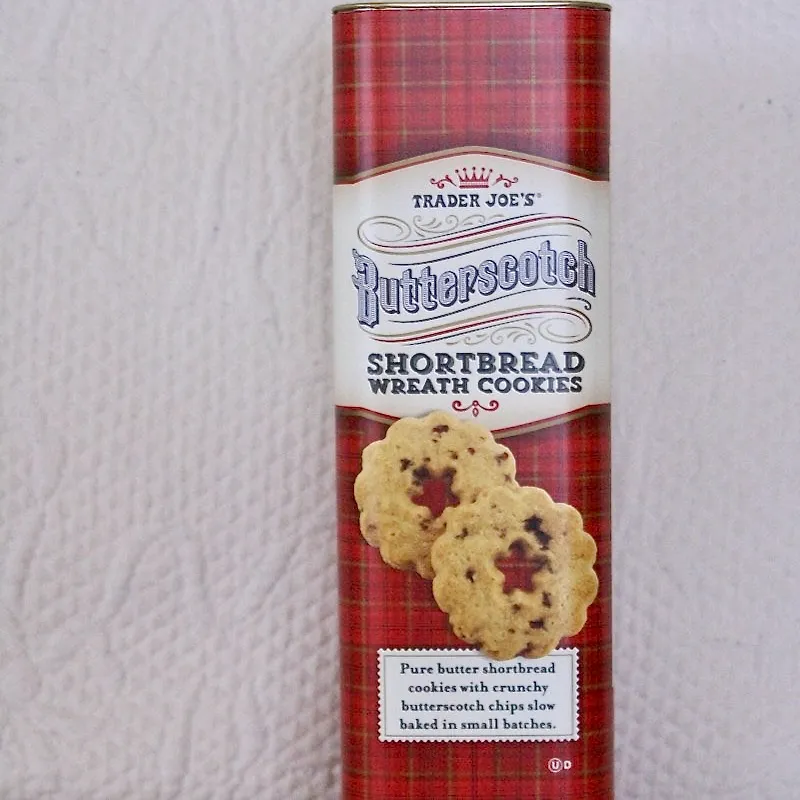 TRADER JOE'S®
Butterscotch
SHORTBREAD
WREATH COOKIES
Pure butter shortbread
cookies with crunchy
butterscotch chips slow
baked in small batches.
Ⓤ D